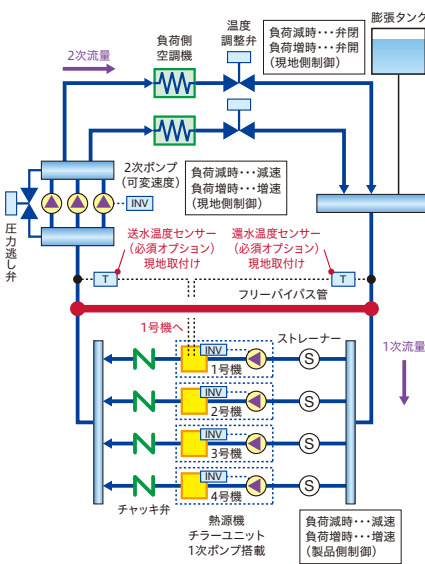 膨張タンク
負荷側
空調機
温度
調整弁
負荷減時･･･弁閉
負荷増時･･･弁開
(現地側制御)
2次流量
2次ポンプ
(可変速度)
INV
負荷減時･･･減速
負荷増時･･･増速
(現地側制御)
圧力逃し弁
送水温度センサー
(必須オプション)
現地取付け
還水温度センサー
(必須オプション)
現地取付け
T
T
フリーバイパス管
1号機へ
ストレーナー
1次流量
INV
1号機
S
INV
2号機
S
INV
3号機
S
INV
4号機
S
チャッキ弁
熱源機
チラーユニット
1次ポンプ搭載
負荷減時･･･減速
負荷増時･･･増速
(製品側制御)